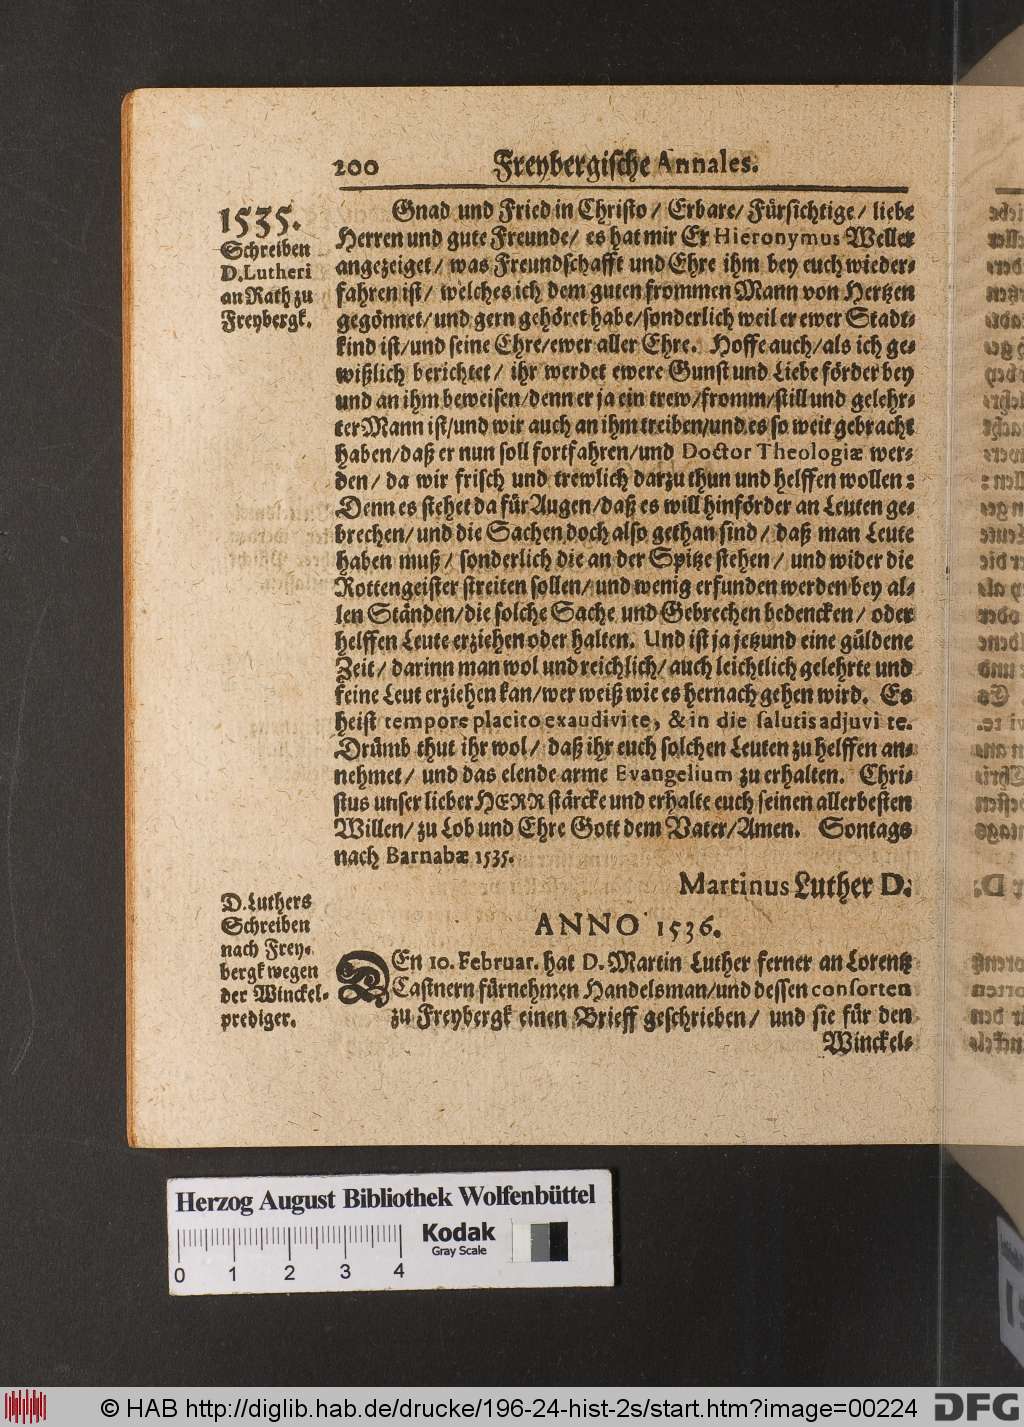 200 Freybergische Annales.
1535.
Schreiben
D. Lutheri
an Rath zu
Freybergk.
Gnad und Fried in Christo/ Erbare/ Fürsichtige/ liebe
Herren und gute Freunde/ es hat mir Er Hieronymus Weller
angezeiget/ was Freundschafft und Ehre ihm bey euch wieder-
fahren ist/ welches ich dem guten frommen Mann von Hertzen
gegönnet/ und gern gehöret habe/ sonderlich weil er ewer Stadt-
kind ist/ und seine Ehre/ ewer aller Ehre. Hoffe auch/ als ich ge-
wißlich berichtet/ ihr werdet ewere Gunst und Liebe förder bey
und an ihm beweisen/ denn er ja ein trew/ fromm/ still und gelehr-
ter Mann ist/ und wir auch an ihm treiben/ und es so weit gebracht
haben/ daß er nun soll fortfahren/ und Doctor Theologiæ wer-
den/ da wir frisch und trewlich darzu thun und helffen wollen:
Denn es stehet da für Augen/ daß es will hinförder an Leuten ge-
brechen/ und die Sachen doch also gethan sind/ daß man Leute
haben muß/ sonderlich die an der Spitze stehen/ und wider die
Rottengeister streiten sollen/ und wenig erfunden werden bey al-
len Ständen/ die solche Sache und Gebrechen bedencken/ oder
helffen Leute erziehen oder halten. Und ist ja jetzund eine güldene
Zeit/ darinn man wol und reichlich/ auch leichtlich gelehrte und
feine Leut erziehen kan/ wer weiß wie es hernach gehen wird. Es
heist tempore placito exaudivi te, & in die salutis adjuvi te.
Drümb thut ihr wol/ daß ihr euch solchen Leuten zu helffen an-
nehmet/ und das elende arme Evangelium zu erhalten. Chri-
stus unser lieber HERR stärcke und erhalte euch seinen allerbesten
Willen/ zu Lob und Ehre Gott dem Vater/ Amen. Sontags
nach Barnabæ 1535.
Martinus Luther D.
ANNO 1536.
D. Luthers
Schreiben
nach Frey-
bergk wegen
der Winckel-
prediger.
DEn 10. Februar. hat D. Martin Luther ferner an Lorentz
Castnern fürnehmen Handelsman/ und dessen consorten
zu Freybergk einen Brieff geschrieben/ und sie für den
Winckel-
Herzog August Bibliothek Wolfenbüttel
Kodak
Gray Scale
0 1 2 3 4
© HAB http://diglib.hab.de/drucke/196-24-hist-2s/start.htm?image=00224
DFG